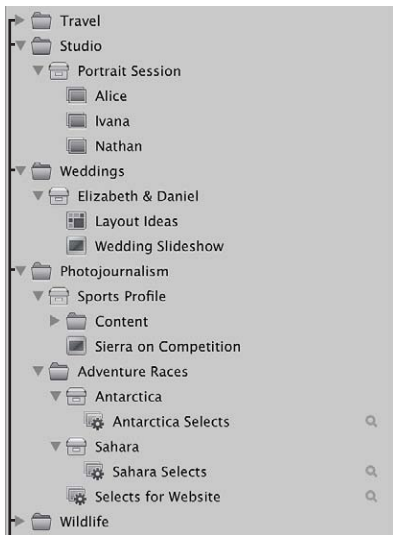 Travel
Studio
Portrait Session
Alice
Ivana
Nathan
Weddings
Elizabeth & Daniel
Layout Ideas
Wedding Slideshow
Photojournalism
Sports Profile
Content
Sierra on Competition
Adventure Races
Antarctica
Antarctica Selects
Sahara
Sahara Selects
Selects for Website
Wildlife